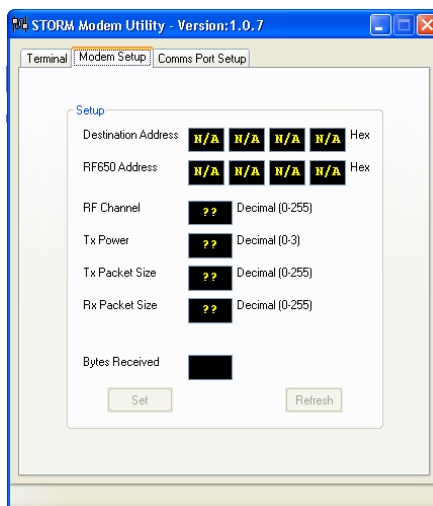 STORM Modem Utility - Version:1.0.7
Terminal Modem Setup Comms Port Setup
Setup
Destination Address N/A N/A N/A N/A Hex
RF650 Address N/A N/A N/A N/A Hex
RF Channel ?? Decimal (0-255)
Tx Power ?? Decimal (0-3)
Tx Packet Size ?? Decimal (0-255)
Rx Packet Size ?? Decimal (0-255)
Bytes Received
Set Refresh